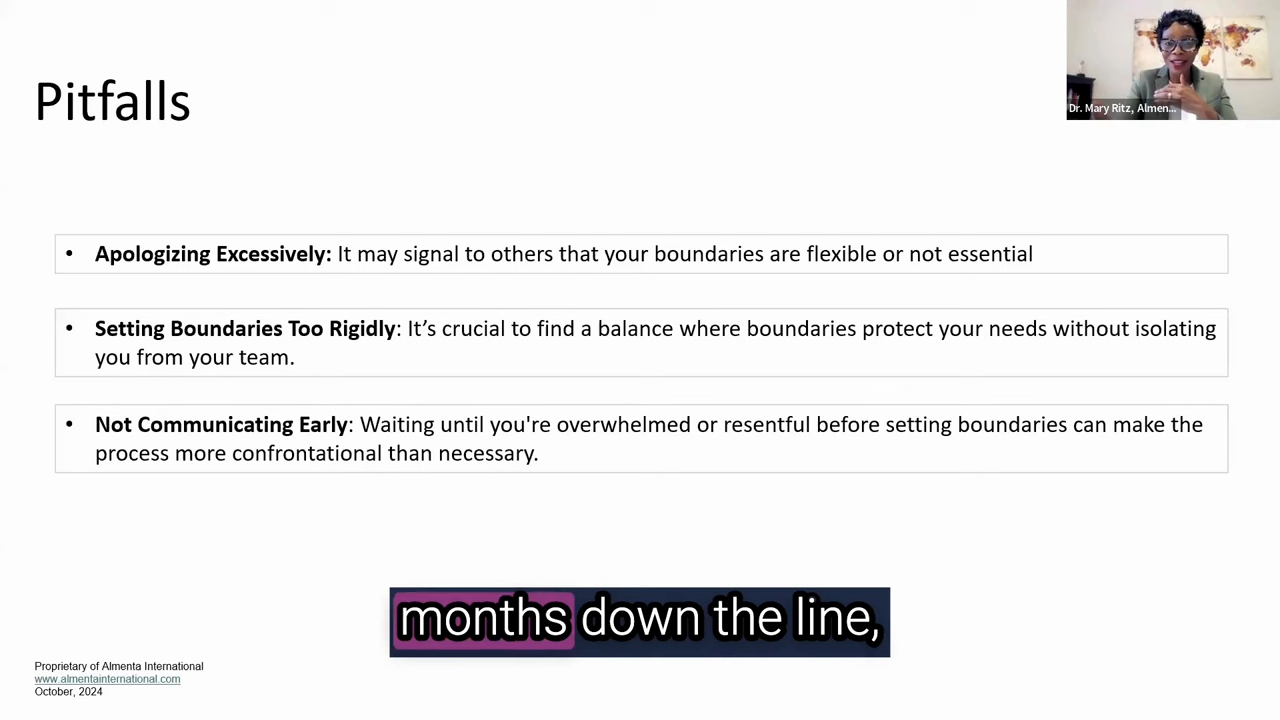 Dr. Mary Ritz, Almen...
Pitfalls
• Apologizing Excessively: It may signal to others that your boundaries are flexible or not essential
• Setting Boundaries Too Rigidly: It’s crucial to find a balance where boundaries protect your needs without isolating
you from your team.
• Not Communicating Early: Waiting until you're overwhelmed or resentful before setting boundaries can make the
process more confrontational than necessary.
months down the line,
Proprietary of Almenta International
www.almentainternational.com
October, 2024